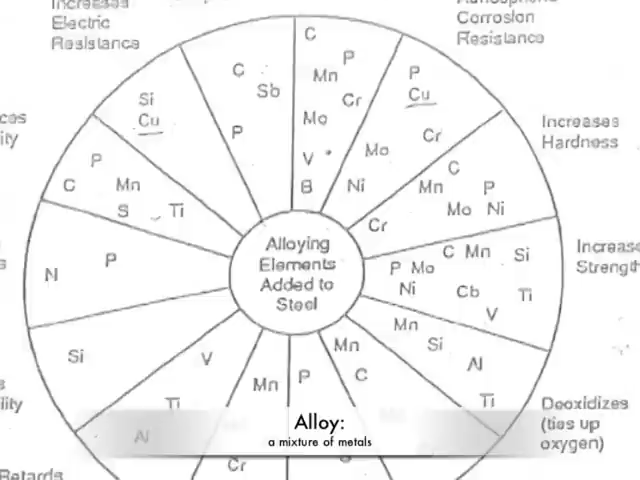 Increases
Electric
Resistance
Corrosion
Resistance
Increases
Hardness
Strength
Deoxidizes
(ties up
oxygen)
Retards
Alloying
Elements
Added to
Steel
C
P
Mn
Cr
Mo
V
B
P
Cu
Cr
Mo
Ni
C
Mn
P
Mo Ni
Cr
C Mn Si
P Mo
Ni Cb Ti
V
Mn
Si
Al
Ti
Mn
C
P
Mn
Cr
V
Ti
Al
Si
N
P
P
C Mn
S Ti
Si
Cu
C
Sb
P
Alloy:
a mixture of metals